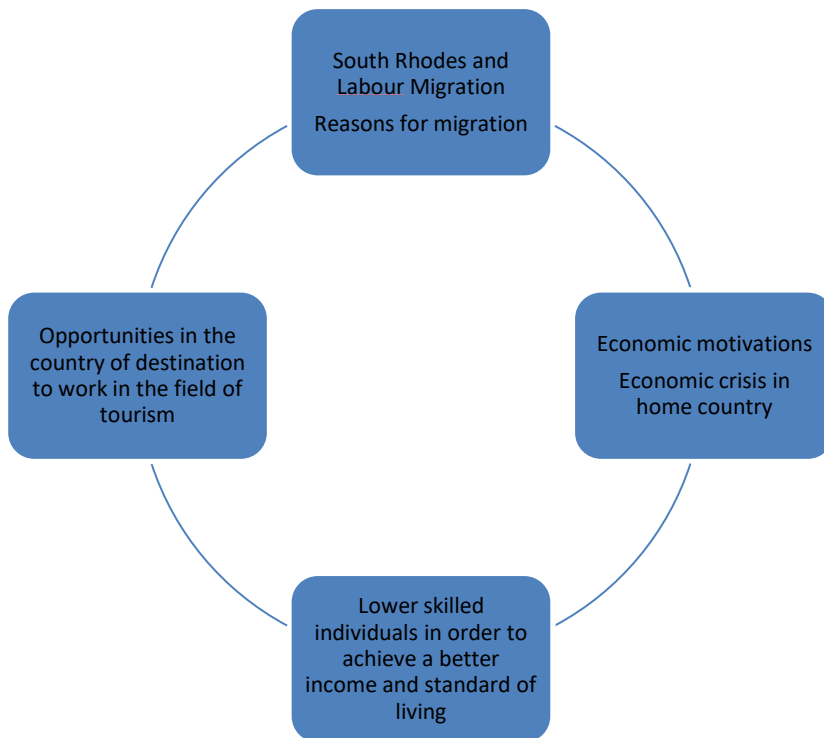 South Rhodes and
Labour Migration
Reasons for migration
Opportunities in the
country of destination
to work in the field of
tourism
Economic motivations
Economic crisis in
home country
Lower skilled
individuals in order to
achieve a better
income and standard of
living